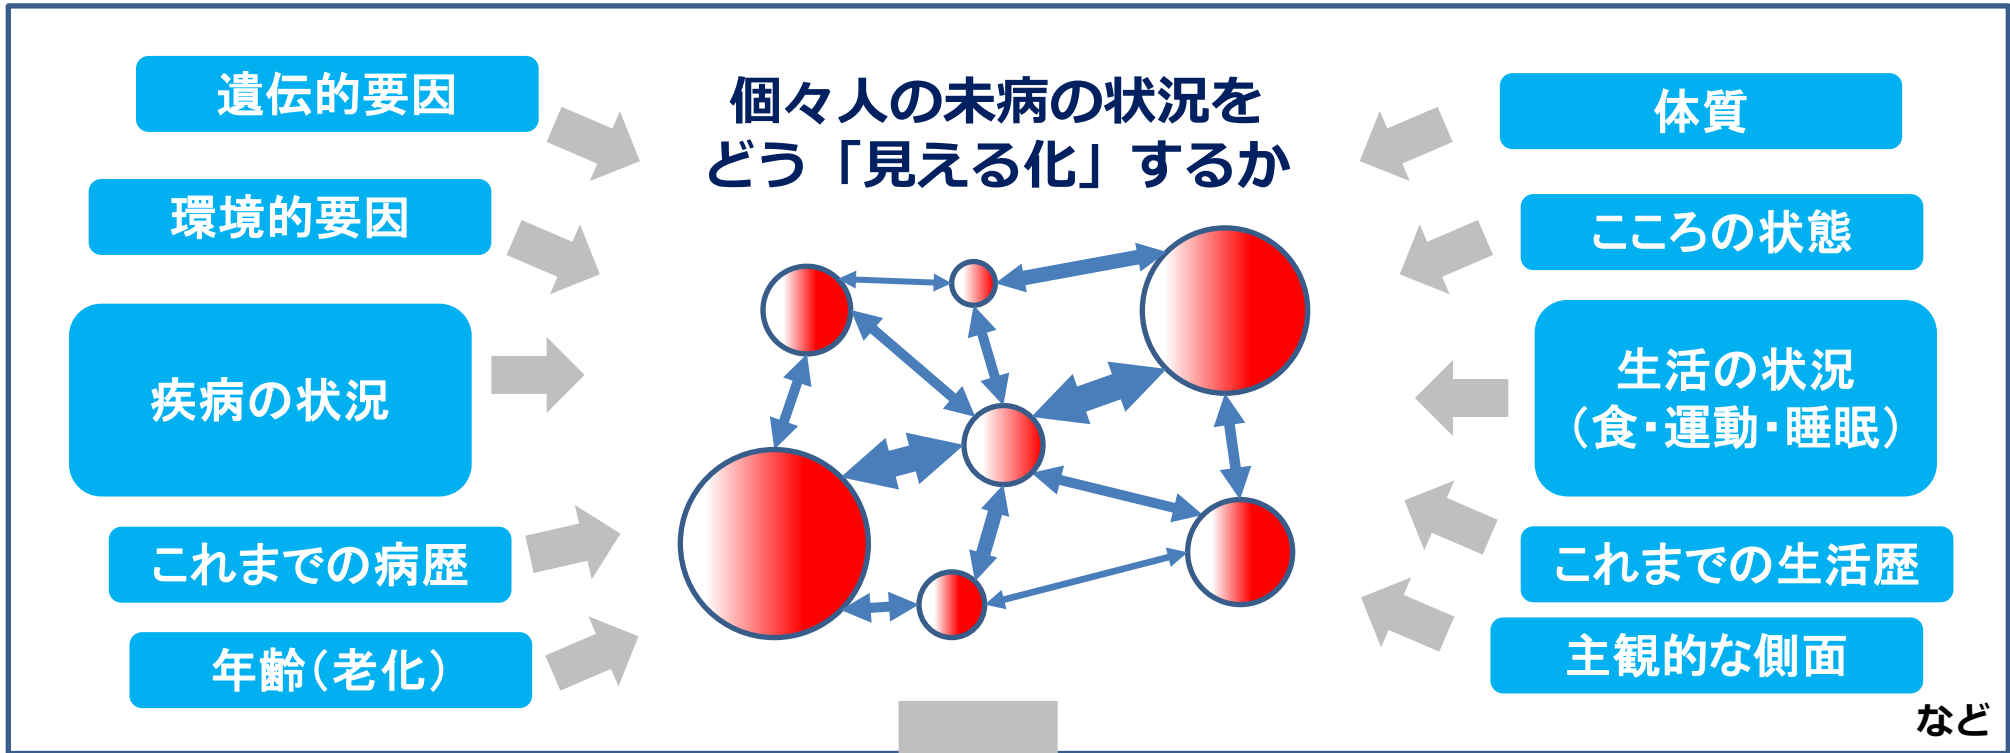 個々人の未病の状況を
どう「見える化」するか
遺伝的要因
環境的要因
疾病の状況
これまでの病歴
年齢（老化）
体質
こころの状態
生活の状況
（食・運動・睡眠）
これまでの生活歴
主観的な側面
など